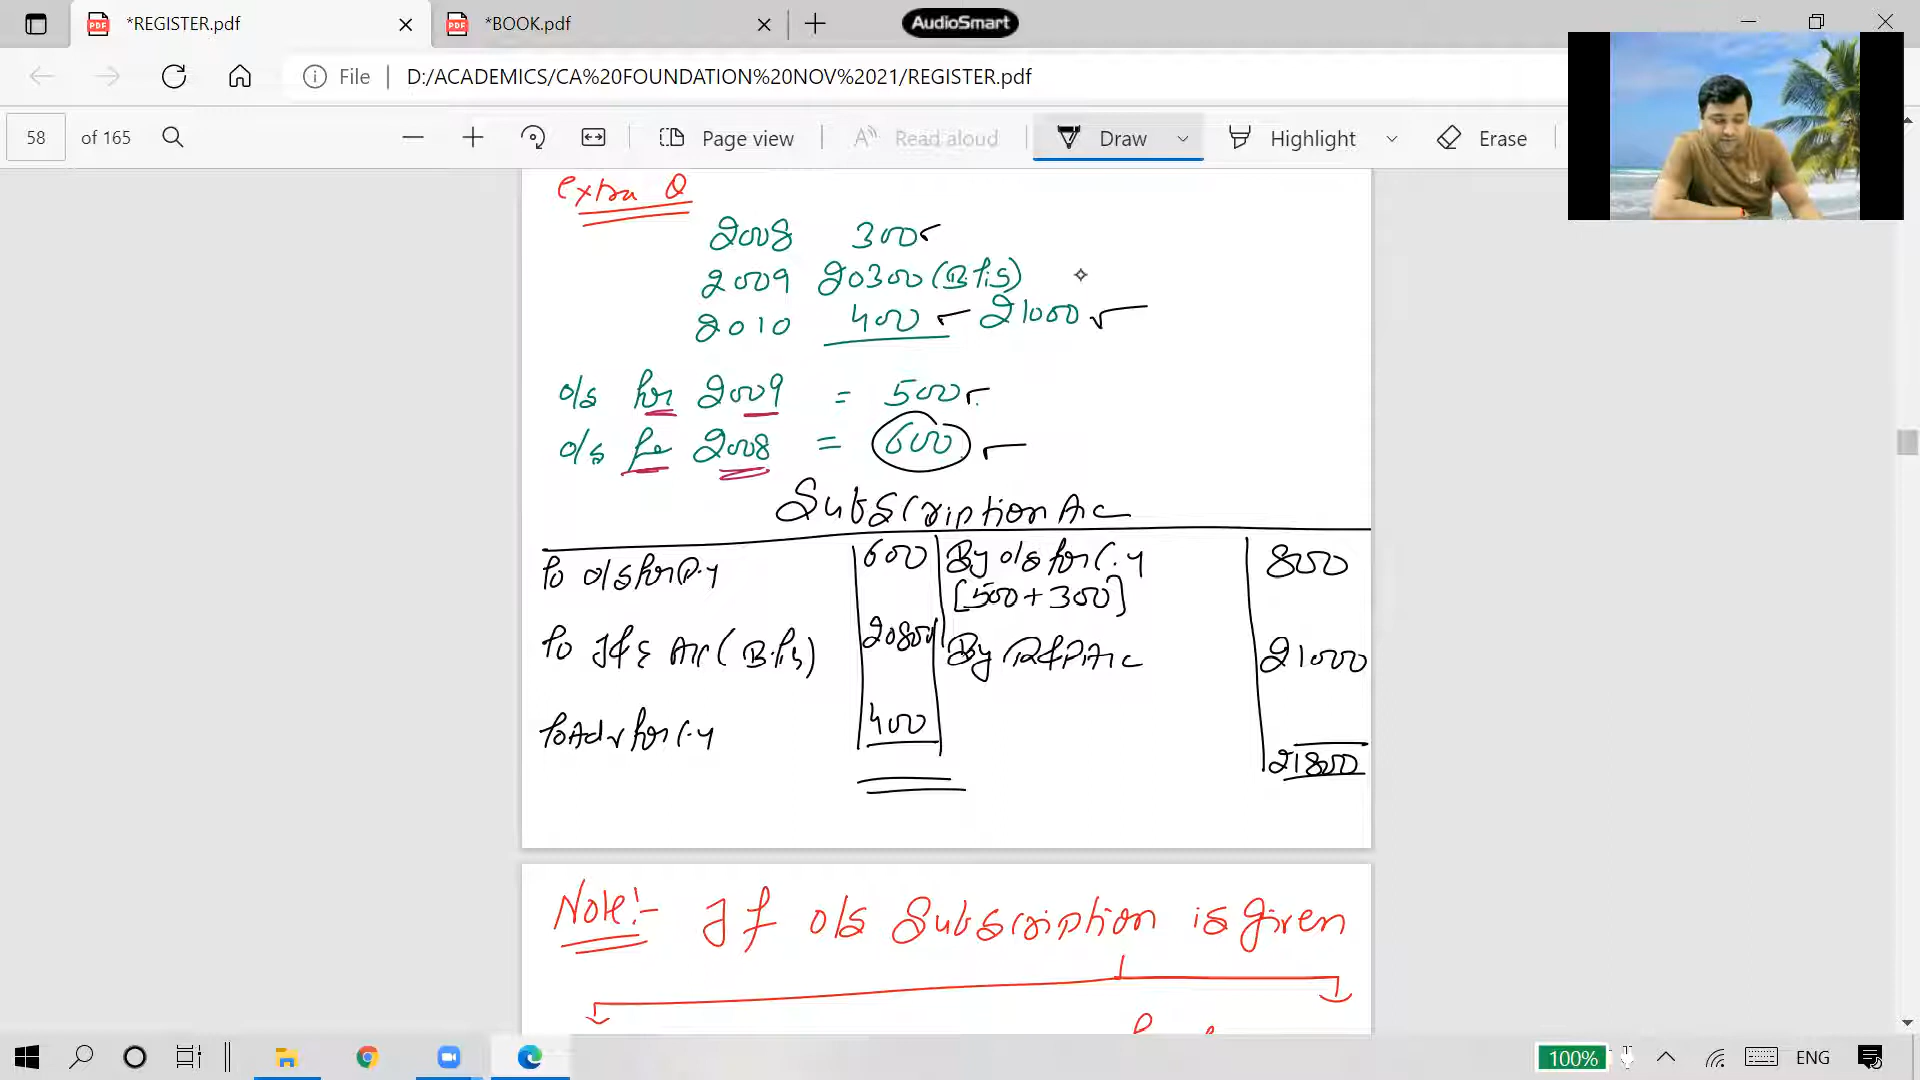 *REGISTER.pdf
*BOOK.pdf
AudioSmart
File D:/ACADEMICS/CA%20FOUNDATION%20NOV%2021/REGISTER.pdf
58 of 165
Page view
Read aloud
Draw
Highlight
Erase
extra Q
2008 300
2009 20300 (B.f.s)
2010 400 21000
o/s for 2009 = 500
o/s for 2008 = 600
Subscription A/c
To o/s for P.Y 600 By o/s for C.Y 800
[500 + 300]
To I & E A/c (B.f.s) 20800 By R & P A/c 21000
To Adv for C.Y 400
21800
Note:- If o/s Subscription is given
100%
ENG